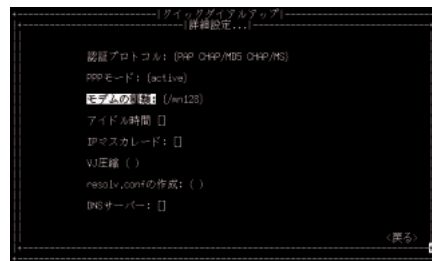 クイックダイアルアップ
詳細設定...
認証プロトコル: (PAP CHAP/MD5 CHAP/MS)
PPPモード: (active)
モデムの種類: (/mn128)
アイドル時間 []
IPマスカレード: []
VJ圧縮 ( )
resolv.confの作成: ( )
DNSサーバー: []
<戻る>